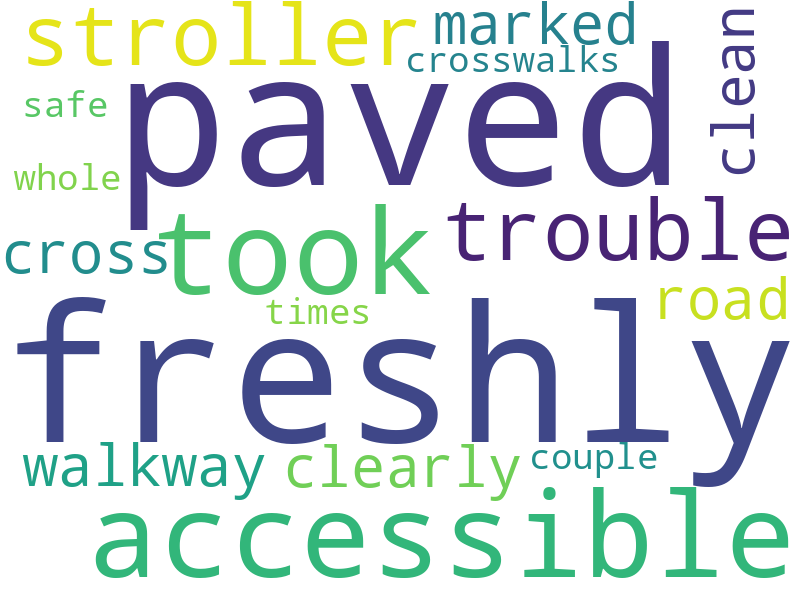 stroller
marked
crosswalks
clean
paved
safe
whole
took
trouble
cross
road
times
freshly
walkway
clearly
couple
accessible